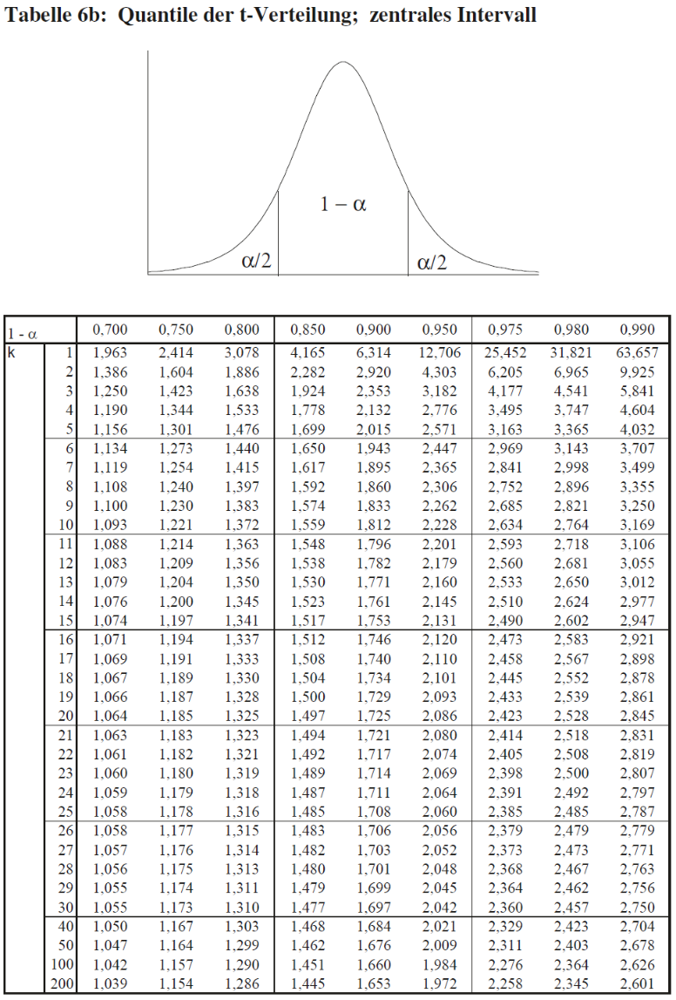 Tabelle 6b: Quantile der t-Verteilung; zentrales Intervall
1 – α
α/2 α/2
1 - α 0,700 0,750 0,800 0,850 0,900 0,950 0,975 0,980 0,990
k 1 1,963 2,414 3,078 4,165 6,314 12,706 25,452 31,821 63,657
2 1,386 1,604 1,886 2,282 2,920 4,303 6,205 6,965 9,925
3 1,250 1,423 1,638 1,924 2,353 3,182 4,177 4,541 5,841
4 1,190 1,344 1,533 1,778 2,132 2,776 3,495 3,747 4,604
5 1,156 1,301 1,476 1,699 2,015 2,571 3,163 3,365 4,032
6 1,134 1,273 1,440 1,650 1,943 2,447 2,969 3,143 3,707
7 1,119 1,254 1,415 1,617 1,895 2,365 2,841 2,998 3,499
8 1,108 1,240 1,397 1,592 1,860 2,306 2,752 2,896 3,355
9 1,100 1,230 1,383 1,574 1,833 2,262 2,685 2,821 3,250
10 1,093 1,221 1,372 1,559 1,812 2,228 2,634 2,764 3,169
11 1,088 1,214 1,363 1,548 1,796 2,201 2,593 2,718 3,106
12 1,083 1,209 1,356 1,538 1,782 2,179 2,560 2,681 3,055
13 1,079 1,204 1,350 1,530 1,771 2,160 2,533 2,650 3,012
14 1,076 1,200 1,345 1,523 1,761 2,145 2,510 2,624 2,977
15 1,074 1,197 1,341 1,517 1,753 2,131 2,490 2,602 2,947
16 1,071 1,194 1,337 1,512 1,746 2,120 2,473 2,583 2,921
17 1,069 1,191 1,333 1,508 1,740 2,110 2,458 2,567 2,898
18 1,067 1,189 1,330 1,504 1,734 2,101 2,445 2,552 2,878
19 1,066 1,187 1,328 1,500 1,729 2,093 2,433 2,539 2,861
20 1,064 1,185 1,325 1,497 1,725 2,086 2,423 2,528 2,845
21 1,063 1,183 1,323 1,494 1,721 2,080 2,414 2,518 2,831
22 1,061 1,182 1,321 1,492 1,717 2,074 2,405 2,508 2,819
23 1,060 1,180 1,319 1,489 1,714 2,069 2,398 2,500 2,807
24 1,059 1,179 1,318 1,487 1,711 2,064 2,391 2,492 2,797
25 1,058 1,178 1,316 1,485 1,708 2,060 2,385 2,485 2,787
26 1,058 1,177 1,315 1,483 1,706 2,056 2,379 2,479 2,779
27 1,057 1,176 1,314 1,482 1,703 2,052 2,373 2,473 2,771
28 1,056 1,175 1,313 1,480 1,701 2,048 2,368 2,467 2,763
29 1,055 1,174 1,311 1,479 1,699 2,045 2,364 2,462 2,756
30 1,055 1,173 1,310 1,477 1,697 2,042 2,360 2,457 2,750
40 1,050 1,167 1,303 1,468 1,684 2,021 2,329 2,423 2,704
50 1,047 1,164 1,299 1,462 1,676 2,009 2,311 2,403 2,678
100 1,042 1,157 1,290 1,451 1,660 1,984 2,276 2,364 2,626
200 1,039 1,154 1,286 1,445 1,653 1,972 2,258 2,345 2,601